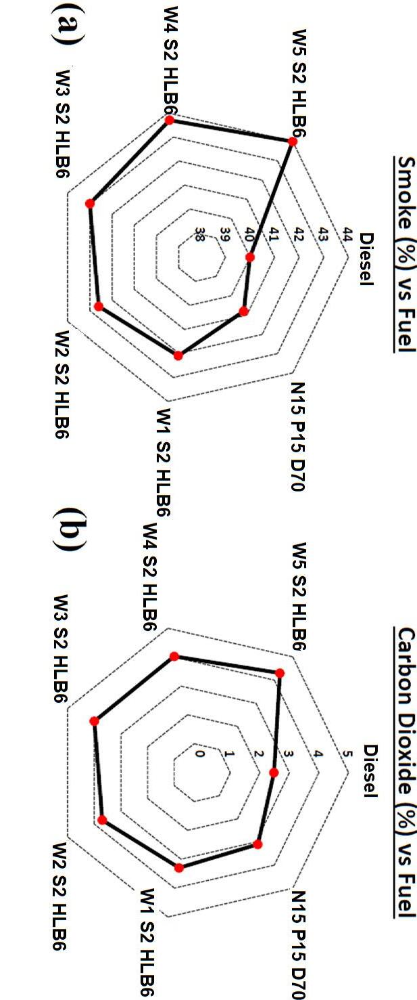 Smoke (%) vs Fuel
Diesel
44
43
42
41
40
39
38
W5 S2 HLB6
N15 P15 D70
W4 S2 HLB6
W1 S2 HLB6
W3 S2 HLB6
W2 S2 HLB6
(a)
Carbon Dioxide (%) vs Fuel
Diesel
5
4
3
2
1
0
W5 S2 HLB6
N15 P15 D70
W4 S2 HLB6
W1 S2 HLB6
W3 S2 HLB6
W2 S2 HLB6
(b)